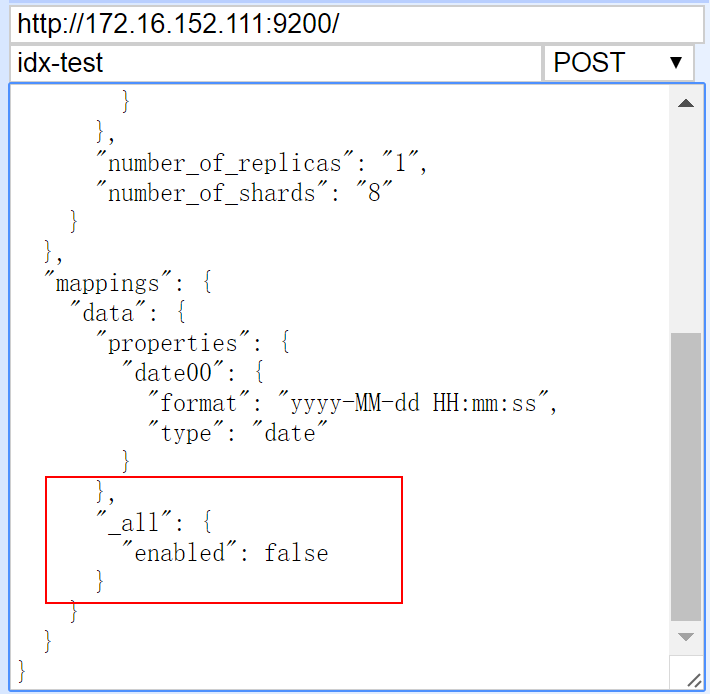 http://172.16.152.111:9200/
idx-test POST
}
},
"number_of_replicas": "1",
"number_of_shards": "8"
}
},
"mappings": {
"data": {
"properties": {
"date00": {
"format": "yyyy-MM-dd HH:mm:ss",
"type": "date"
}
},
"_all": {
"enabled": false
}
}
}
}